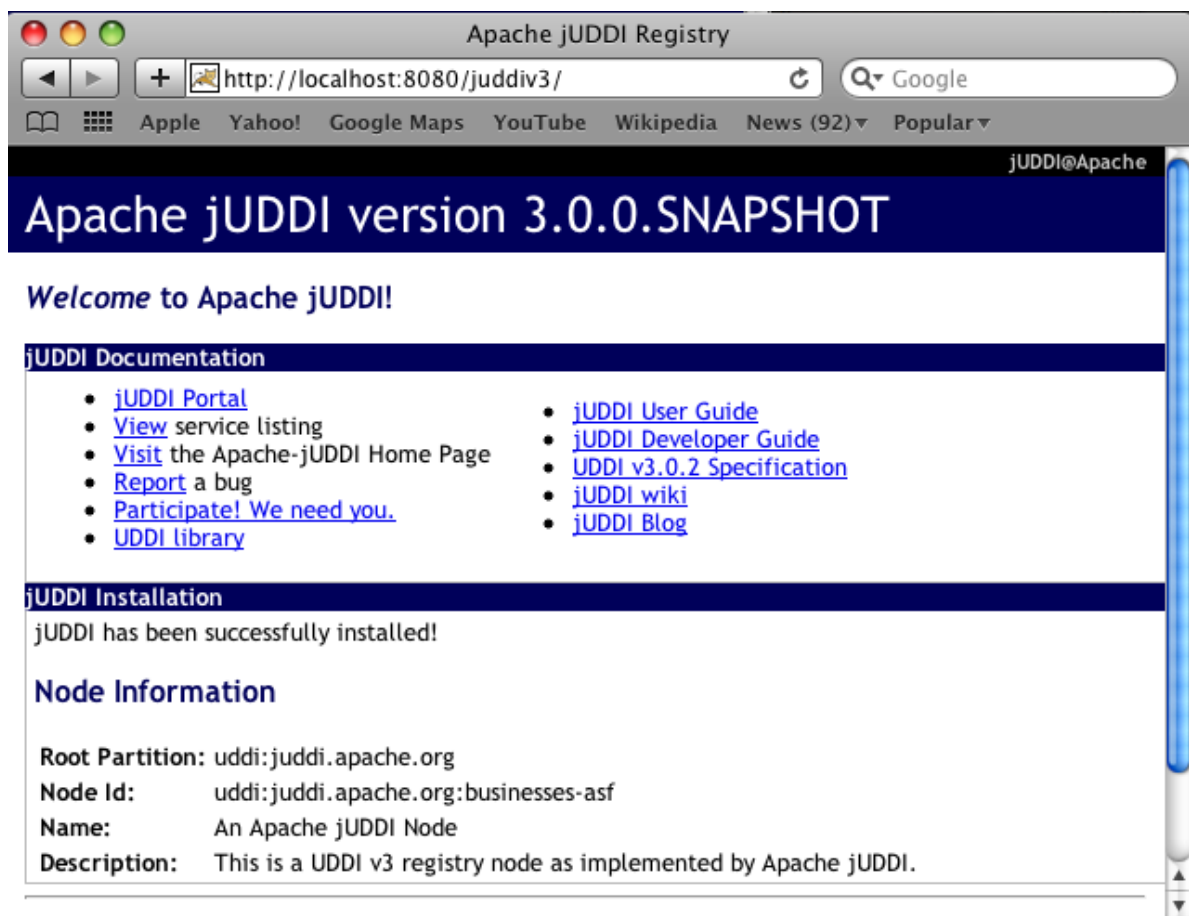 Apache jUDDI Registry
http://localhost:8080/juddiv3/
Google
Apple Yahoo! Google Maps YouTube Wikipedia News (92) Popular
jUDDI@Apache
Apache jUDDI version 3.0.0.SNAPSHOT
Welcome to Apache jUDDI!
jUDDI Documentation
jUDDI Portal
View service listing
Visit the Apache-jUDDI Home Page
Report a bug
Participate! We need you.
UDDI library
jUDDI User Guide
jUDDI Developer Guide
UDDI v3.0.2 Specification
jUDDI wiki
jUDDI Blog
jUDDI Installation
jUDDI has been successfully installed!
Node Information
Root Partition: uddi:juddi.apache.org
Node Id: uddi:juddi.apache.org:businesses-asf
Name: An Apache jUDDI Node
Description: This is a UDDI v3 registry node as implemented by Apache jUDDI.